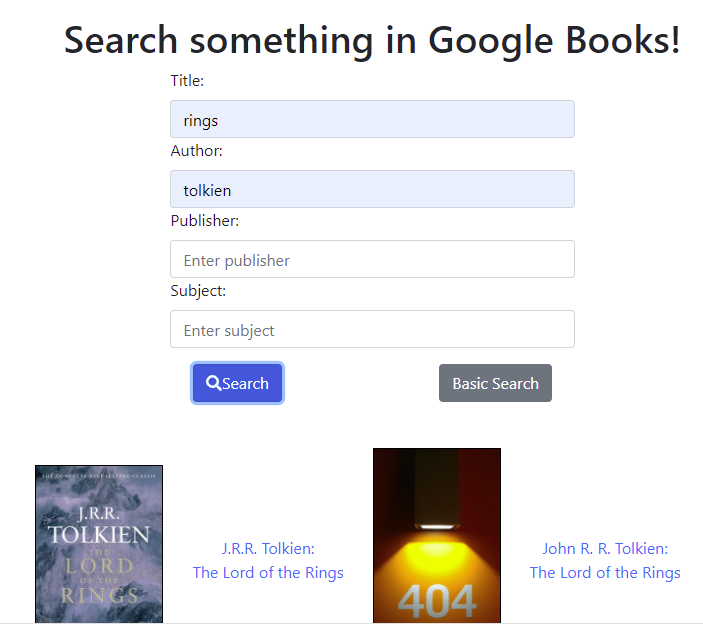 Search something in Google Books!
Title:
rings
Author:
tolkien
Publisher:
Enter publisher
Subject:
Enter subject
Search
Basic Search
THE COMPLETE BEST-SELLING CLASSIC
J.R.R.
TOLKIEN
THE
LORD
OF THE
RINGS
J.R.R. Tolkien:
The Lord of the Rings
404
John R. R. Tolkien:
The Lord of the Rings